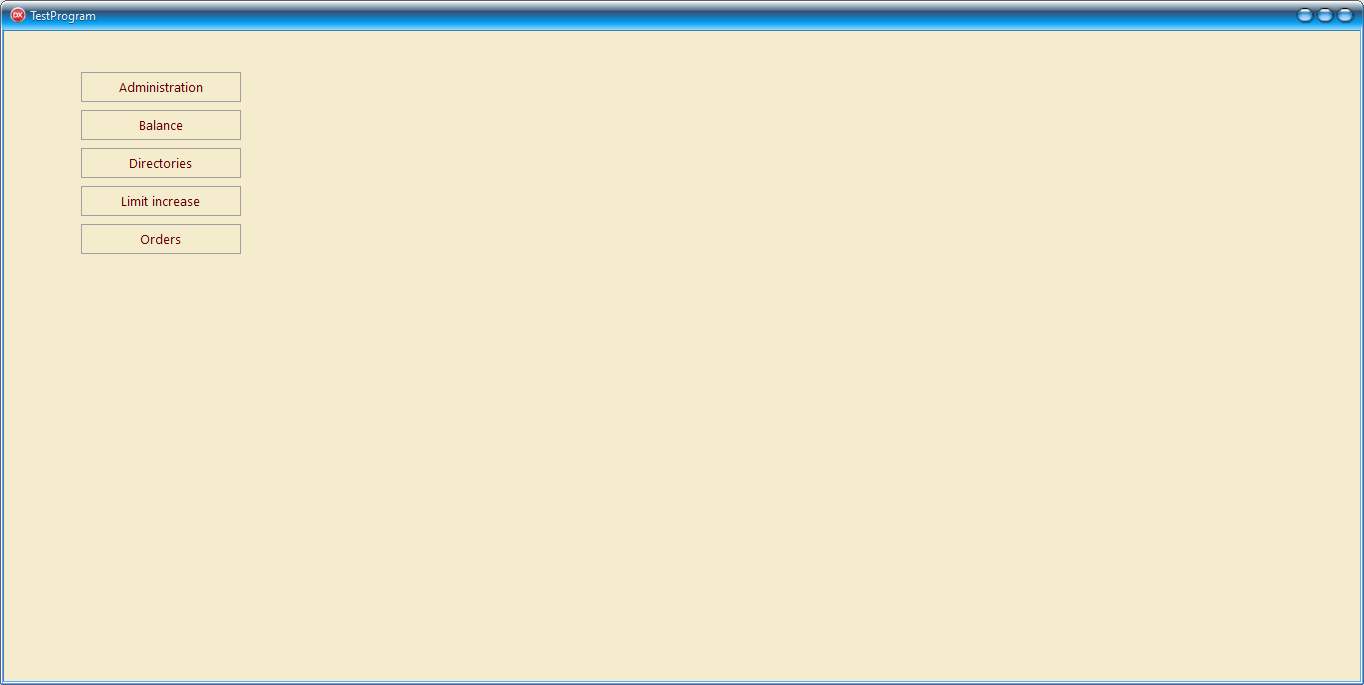 DX TestProgram
Administration
Balance
Directories
Limit increase
Orders